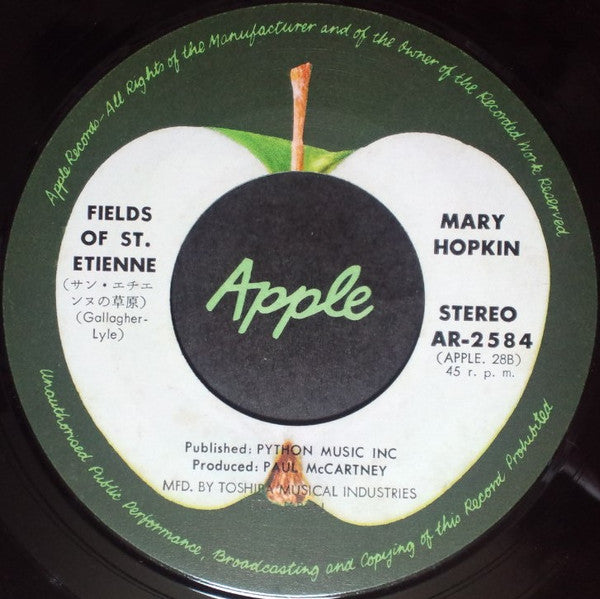 Apple Records—All Rights of the Manufacturer and of the Owner of the Recorded Work Reserved
FIELDS
OF ST.
ETIENNE
(サン・エチエ
ンヌの草原)
(Gallagher-
Lyle)
Apple
MARY
HOPKIN
STEREO
AR-2584
(APPLE. 28B)
45 r. p. m.
Published: PYTHON MUSIC INC
Produced: PAUL McCARTNEY
MFD. BY TOSHIBA MUSICAL INDUSTRIES
Unauthorised Public Performance, Broadcasting and Copying of this Record Prohibited